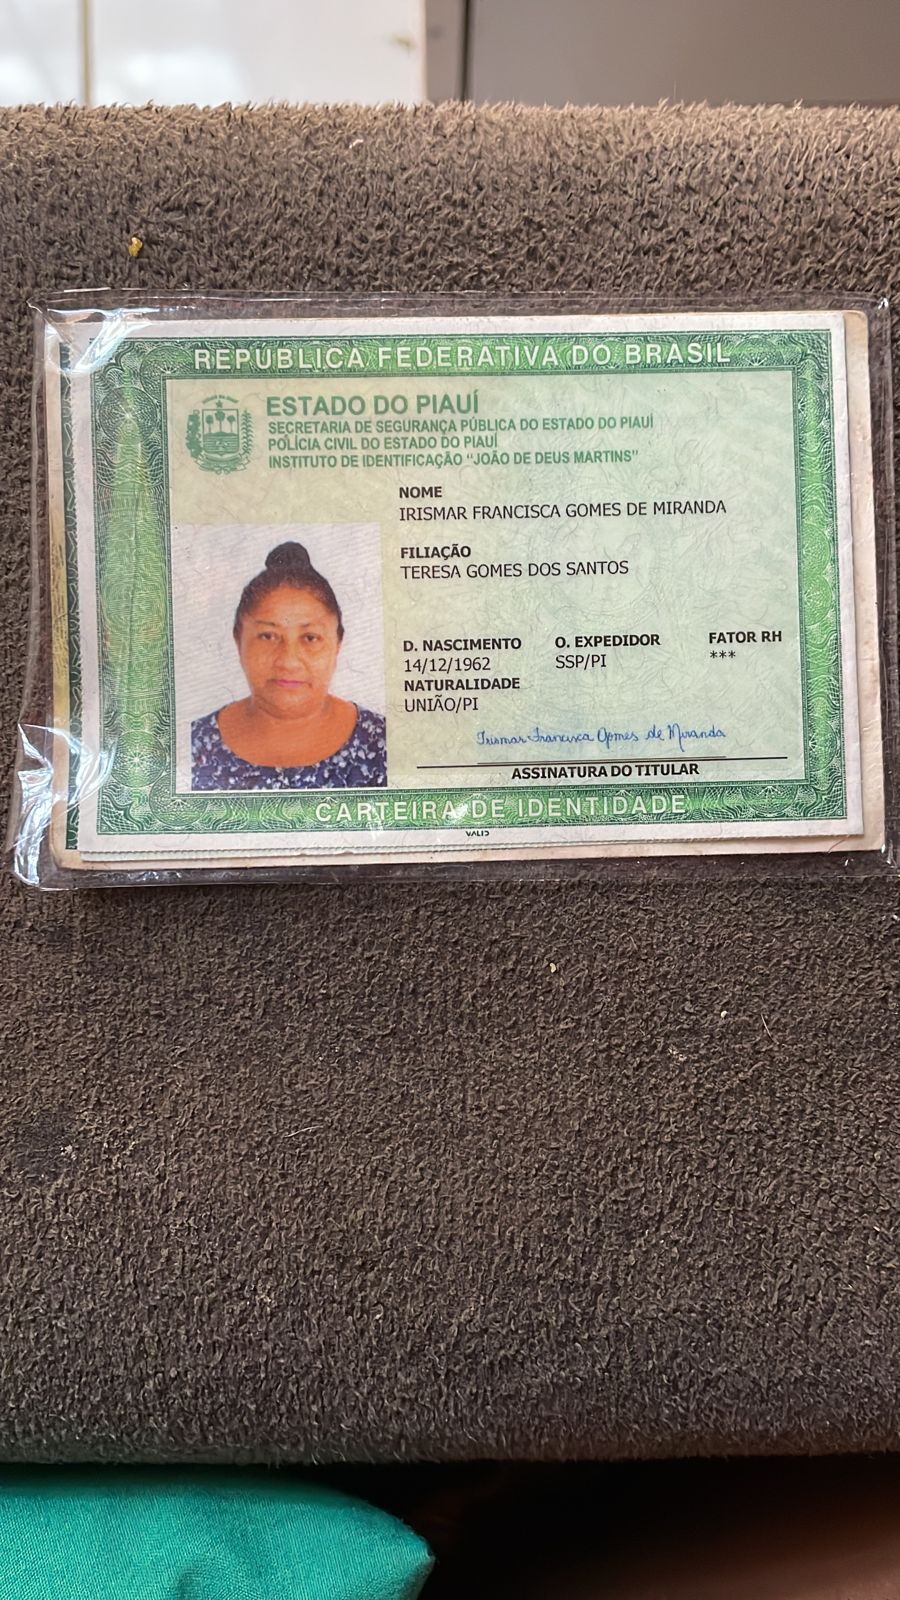 REPÚBLICA FEDERATIVA DO BRASIL
ESTADO DO PIAUÍ
SECRETARIA DE SEGURANÇA PÚBLICA DO ESTADO DO PIAUÍ
POLÍCIA CIVIL DO ESTADO DO PIAUÍ
INSTITUTO DE IDENTIFICAÇÃO "JOÃO DE DEUS MARTINS"
NOME
IRISMAR FRANCISCA GOMES DE MIRANDA
FILIAÇÃO
TERESA GOMES DOS SANTOS
D. NASCIMENTO O. EXPEDIDOR FATOR RH
14/12/1962 SSP/PI ***
NATURALIDADE
UNIÃO/PI
Irismar Francisca Gomes de Miranda
ASSINATURA DO TITULAR
CARTEIRA DE IDENTIDADE
VALID